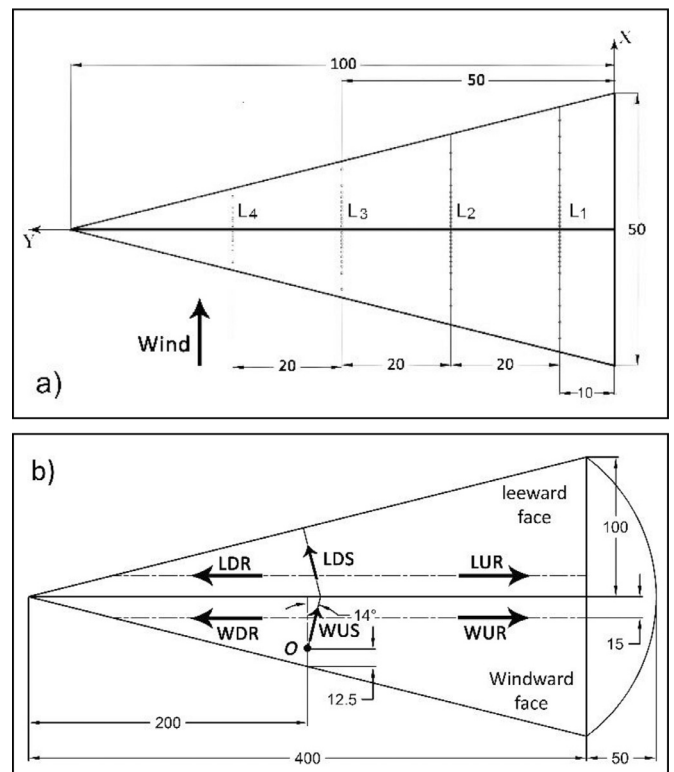 X
100
50
L4
L3
L2
L1
Y
50
Wind
20
20
20
10
a)
b)
leeward
face
100
LDR
LDS
LUR
14°
WDR
WUS
WUR
15
O
12.5
Windward
face
200
400
50